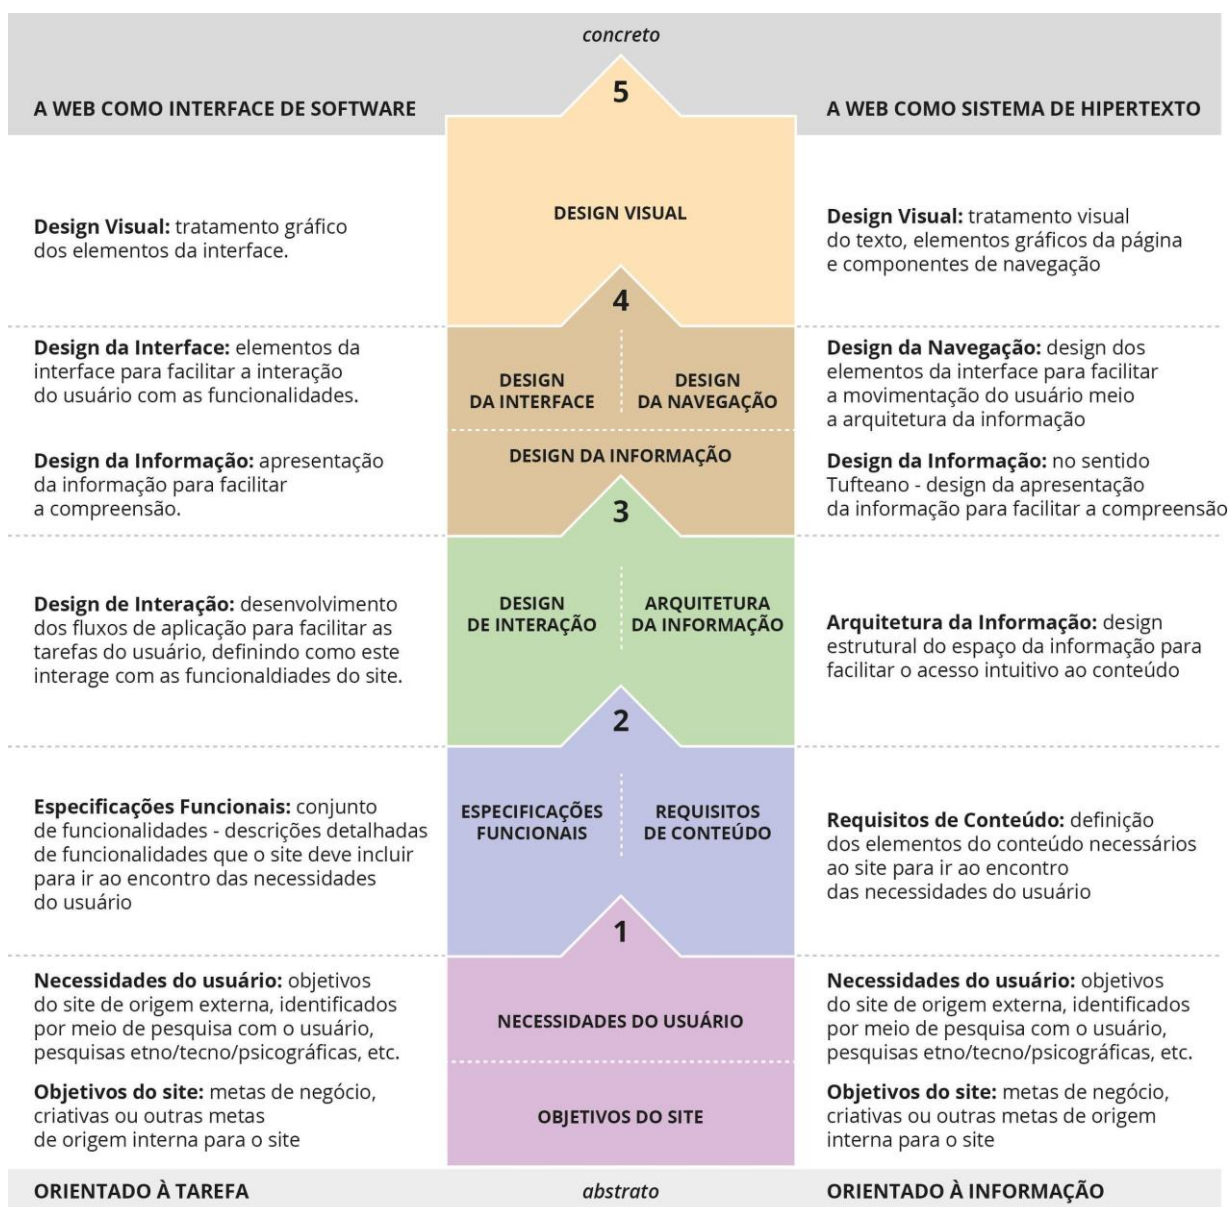 concreto
A WEB COMO INTERFACE DE SOFTWARE
5
A WEB COMO SISTEMA DE HIPERTEXTO
Design Visual: tratamento gráfico
dos elementos da interface.
DESIGN VISUAL
Design Visual: tratamento visual
do texto, elementos gráficos da página
e componentes de navegação
4
Design da Interface: elementos da
interface para facilitar a interação
do usuário com as funcionalidades.
DESIGN
DA INTERFACE
DESIGN
DA NAVEGAÇÃO
Design da Navegação: design dos
elementos da interface para facilitar
a movimentação do usuário meio
a arquitetura da informação
Design da Informação: apresentação
da informação para facilitar
a compreensão.
DESIGN DA INFORMAÇÃO
Design da Informação: no sentido
Tufteano - design da apresentação
da informação para facilitar a compreensão
3
Design de Interação: desenvolvimento
dos fluxos de aplicação para facilitar as
tarefas do usuário, definindo como este
interage com as funcionaldiades do site.
DESIGN
DE INTERAÇÃO
ARQUITETURA
DA INFORMAÇÃO
Arquitetura da Informação: design
estrutural do espaço da informação para
facilitar o acesso intuitivo ao conteúdo
2
Especificações Funcionais: conjunto
de funcionalidades - descrições detalhadas
de funcionalidades que o site deve incluir
para ir ao encontro das necessidades
do usuário
ESPECIFICAÇÕES
FUNCIONAIS
REQUISITOS
DE CONTEÚDO
Requisitos de Conteúdo: definição
dos elementos do conteúdo necessários
ao site para ir ao encontro
das necessidades do usuário
1
Necessidades do usuário: objetivos
do site de origem externa, identificados
por meio de pesquisa com o usuário,
pesquisas etno/tecno/psicográficas, etc.
NECESSIDADES DO USUÁRIO
Necessidades do usuário: objetivos
do site de origem externa, identificados
por meio de pesquisa com o usuário,
pesquisas etno/tecno/psicográficas, etc.
Objetivos do site: metas de negócio,
criativas ou outras metas
de origem interna para o site
OBJETIVOS DO SITE
Objetivos do site: metas de negócio,
criativas ou outras metas de origem
interna para o site
ORIENTADO À TAREFA
abstrato
ORIENTADO À INFORMAÇÃO